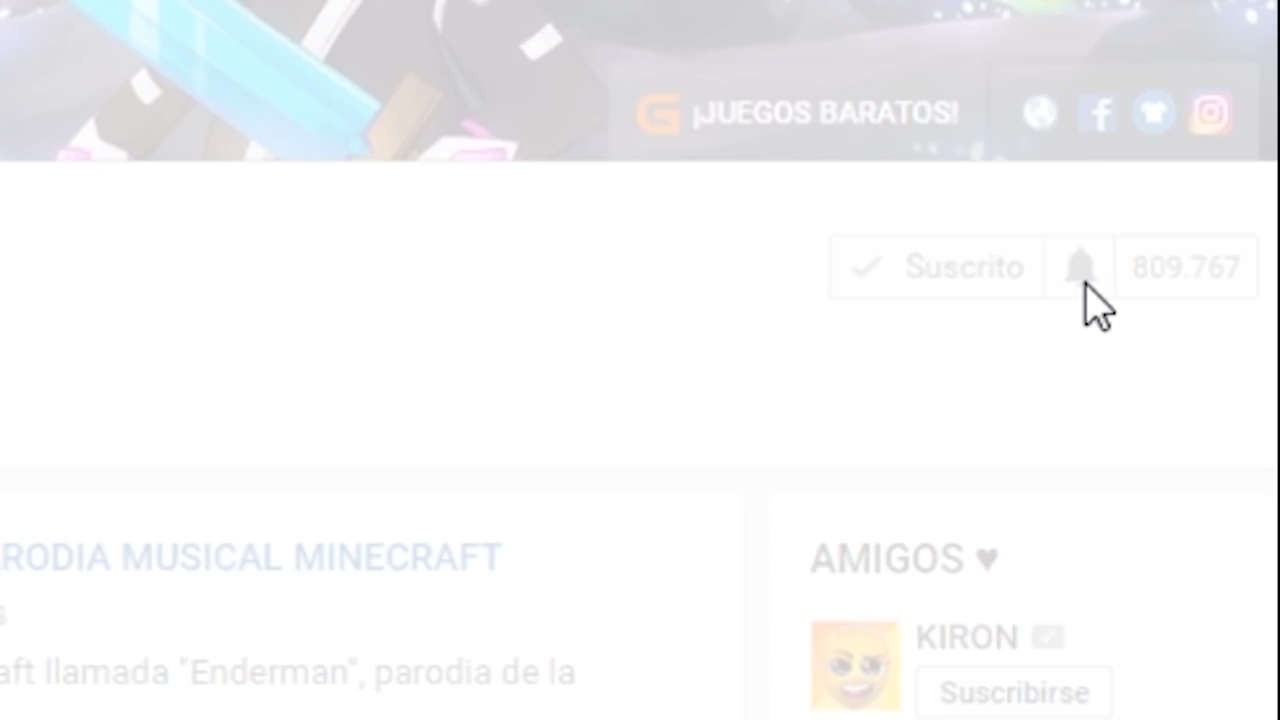 ¡JUEGOS BARATOS!
Suscrito 809.767
RODIA MUSICAL MINECRAFT
AMIGOS ♥
s
KIRON
aft llamada "Enderman", parodia de la
Suscribirse